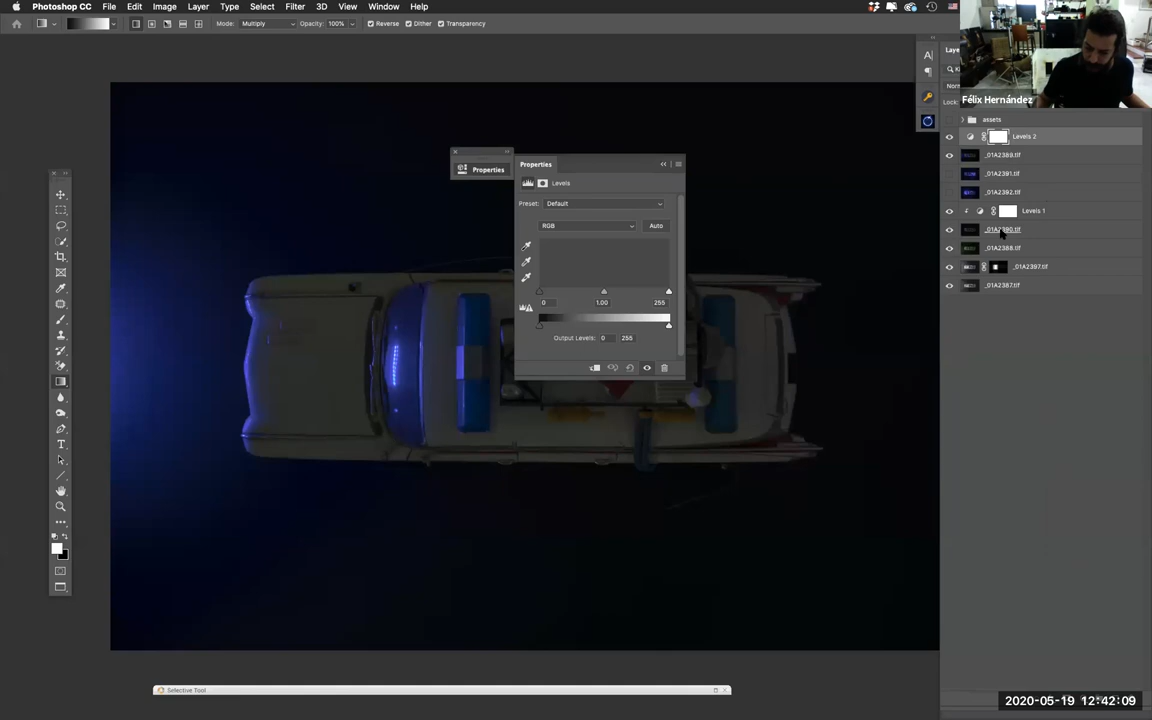 Photoshop CC File Edit Image Layer Type Select Filter 3D View Window Help
Mode: Multiply Opacity: 100% Reverse Dither Transparency
Félix Hernández
Lock:
assets
Levels 2
_01A2389.tif
_01A2391.tif
_01A2392.tif
Levels 1
_01A2390.tif
_01A2388.tif
_01A2397.tif
_01A2387.tif
Properties
Properties
Levels
Preset: Default
RGB Auto
0 1.00 255
Output Levels: 0 255
Selective Tool
2020-05-19 12:42:09